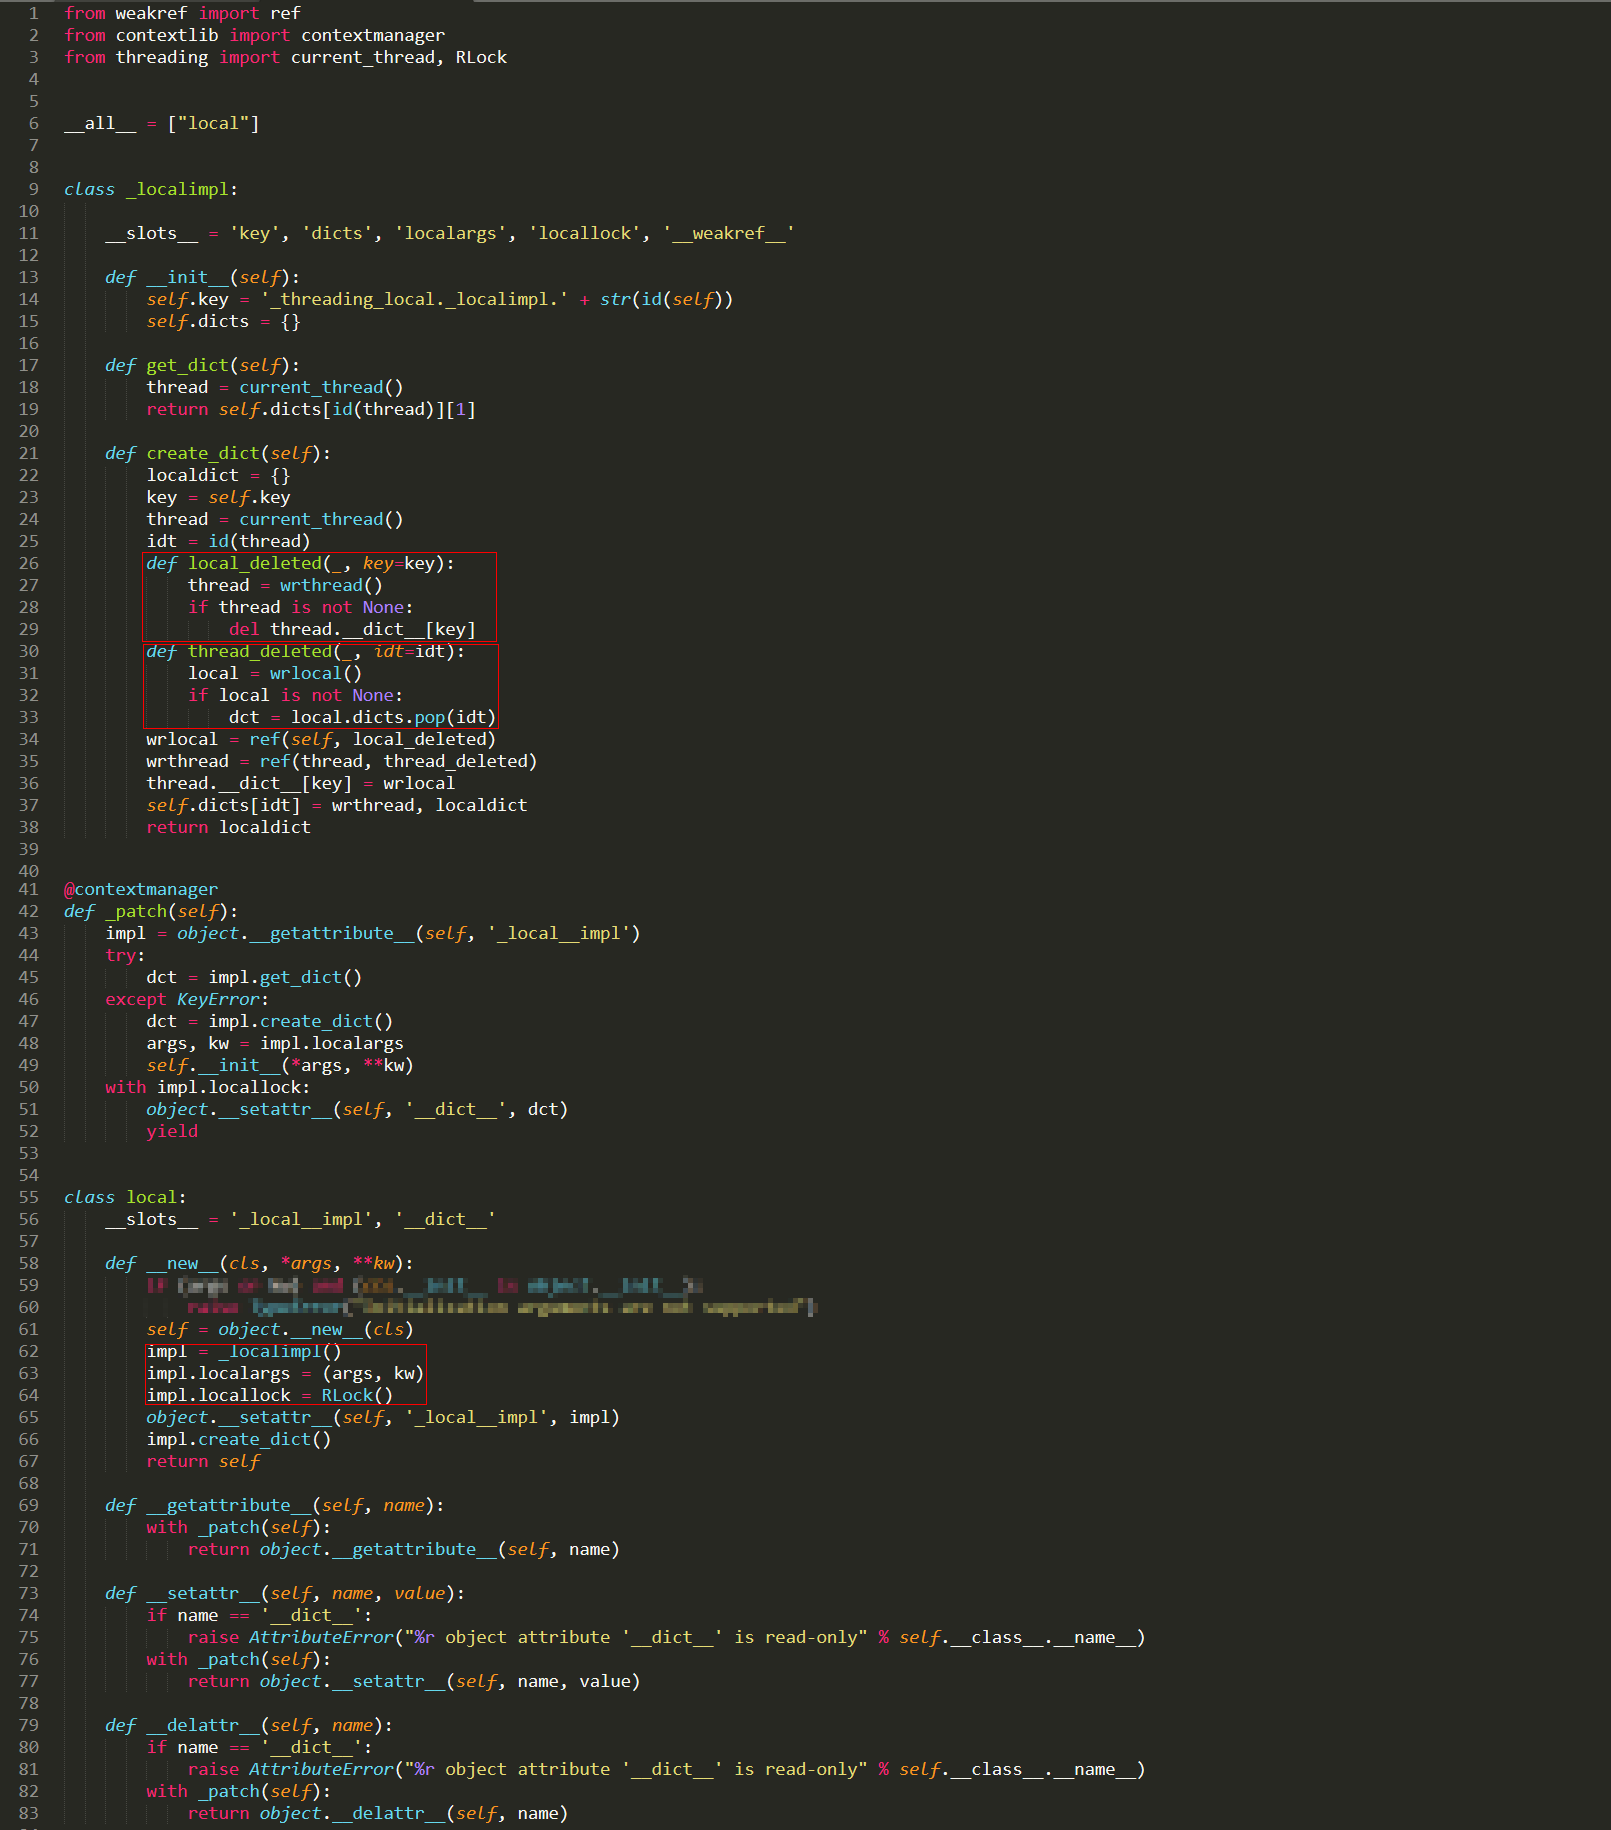 1 from weakref import ref
2 from contextlib import contextmanager
3 from threading import current_thread, RLock
4
5
6 __all__ = ["local"]
7
8
9 class _localimpl:
10
11 __slots__ = 'key', 'dicts', 'localargs', 'locallock', '__weakref__'
12
13 def __init__(self):
14 self.key = '_threading_local._localimpl.' + str(id(self))
15 self.dicts = {}
16
17 def get_dict(self):
18 thread = current_thread()
19 return self.dicts[id(thread)][1]
20
21 def create_dict(self):
22 localdict = {}
23 key = self.key
24 thread = current_thread()
25 idt = id(thread)
26 def local_deleted(_, key=key):
27 thread = wrthread()
28 if thread is not None:
29 del thread.__dict__[key]
30 def thread_deleted(_, idt=idt):
31 local = wrlocal()
32 if local is not None:
33 dct = local.dicts.pop(idt)
34 wrlocal = ref(self, local_deleted)
35 wrthread = ref(thread, thread_deleted)
36 thread.__dict__[key] = wrlocal
37 self.dicts[idt] = wrthread, localdict
38 return localdict
39
40
41 @contextmanager
42 def _patch(self):
43 impl = object.__getattribute__(self, '_local__impl')
44 try:
45 dct = impl.get_dict()
46 except KeyError:
47 dct = impl.create_dict()
48 args, kw = impl.localargs
49 self.__init__(*args, **kw)
50 with impl.locallock:
51 object.__setattr__(self, '__dict__', dct)
52 yield
53
54
55 class local:
56 __slots__ = '_local__impl', '__dict__'
57
58 def __new__(cls, *args, **kw):
59
60
61 self = object.__new__(cls)
62 impl = _localimpl()
63 impl.localargs = (args, kw)
64 impl.locallock = RLock()
65 object.__setattr__(self, '_local__impl', impl)
66 impl.create_dict()
67 return self
68
69 def __getattribute__(self, name):
70 with _patch(self):
71 return object.__getattribute__(self, name)
72
73 def __setattr__(self, name, value):
74 if name == '__dict__':
75 raise AttributeError("%r object attribute '__dict__' is read-only" % self.__class__.__name__)
76 with _patch(self):
77 return object.__setattr__(self, name, value)
78
79 def __delattr__(self, name):
80 if name == '__dict__':
81 raise AttributeError("%r object attribute '__dict__' is read-only" % self.__class__.__name__)
82 with _patch(self):
83 return object.__delattr__(self, name)